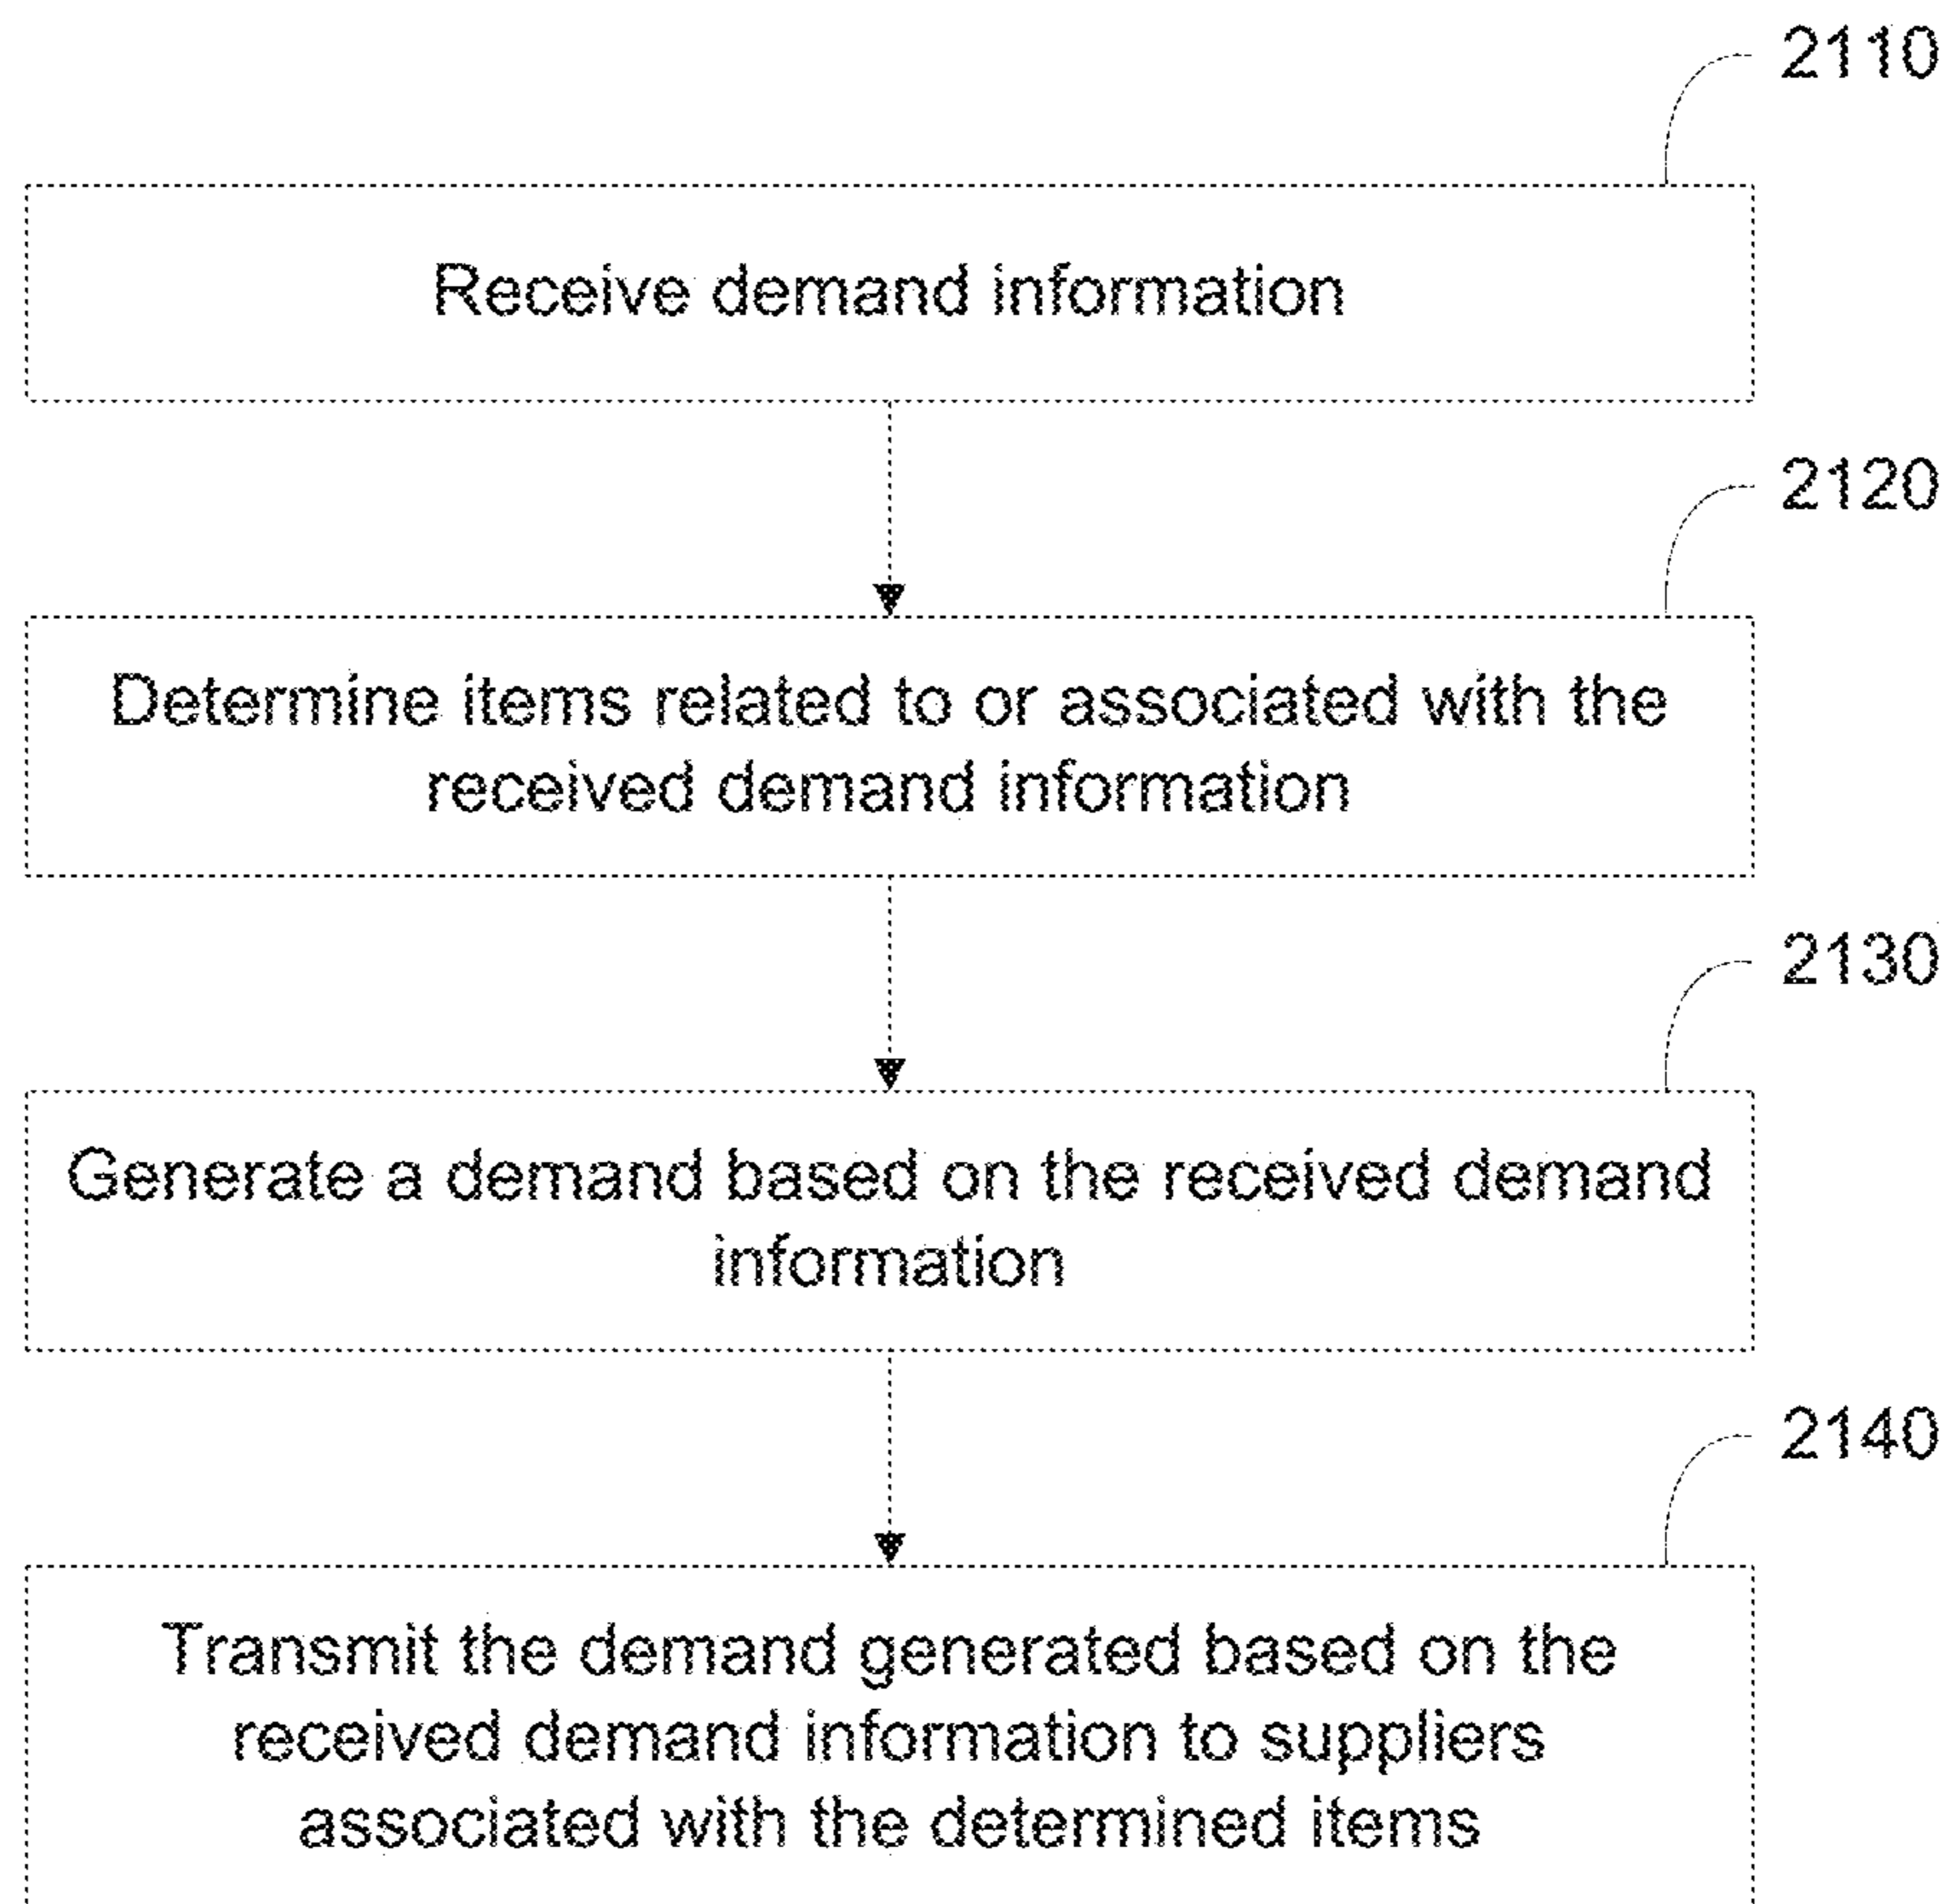 2110
Receive demand information
2120
Determine items related to or associated with the
received demand information
2130
Generate a demand based on the received demand
information
2140
Transmit the demand generated based on the
received demand information to suppliers
associated with the determined items